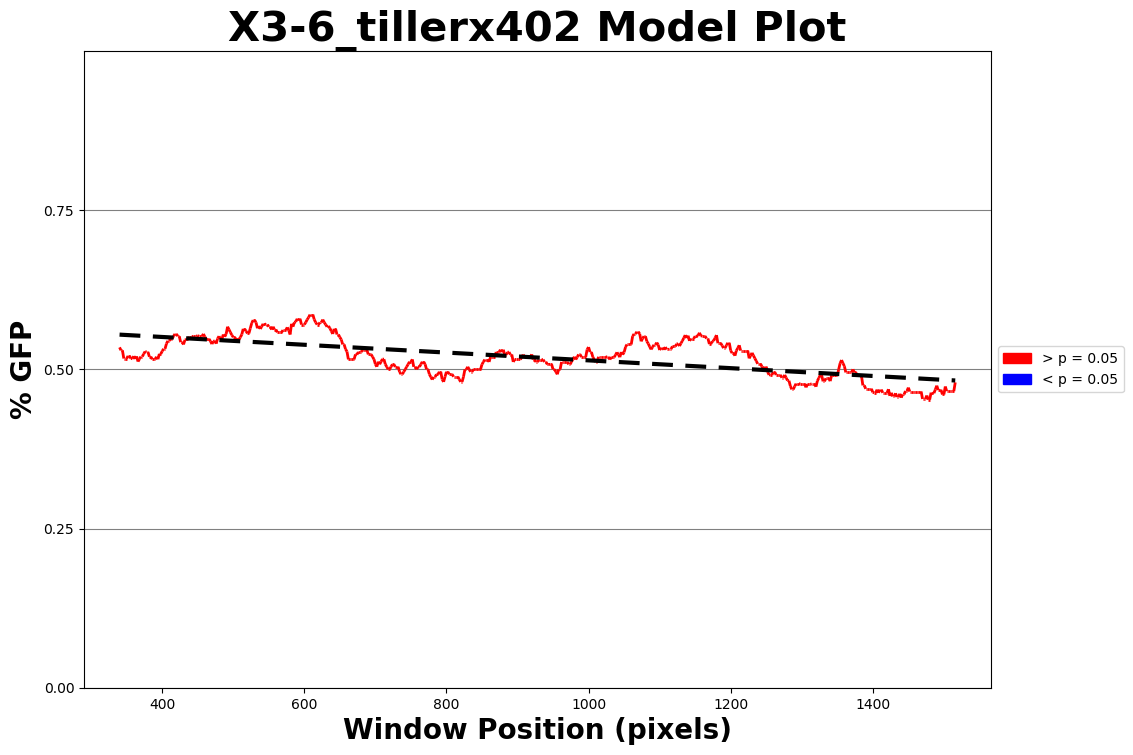 X3-6_tillerx402 Model Plot
% GFP
0.75
0.50
0.25
0.00
400 600 800 1000 1200 1400
Window Position (pixels)
> p = 0.05
< p = 0.05